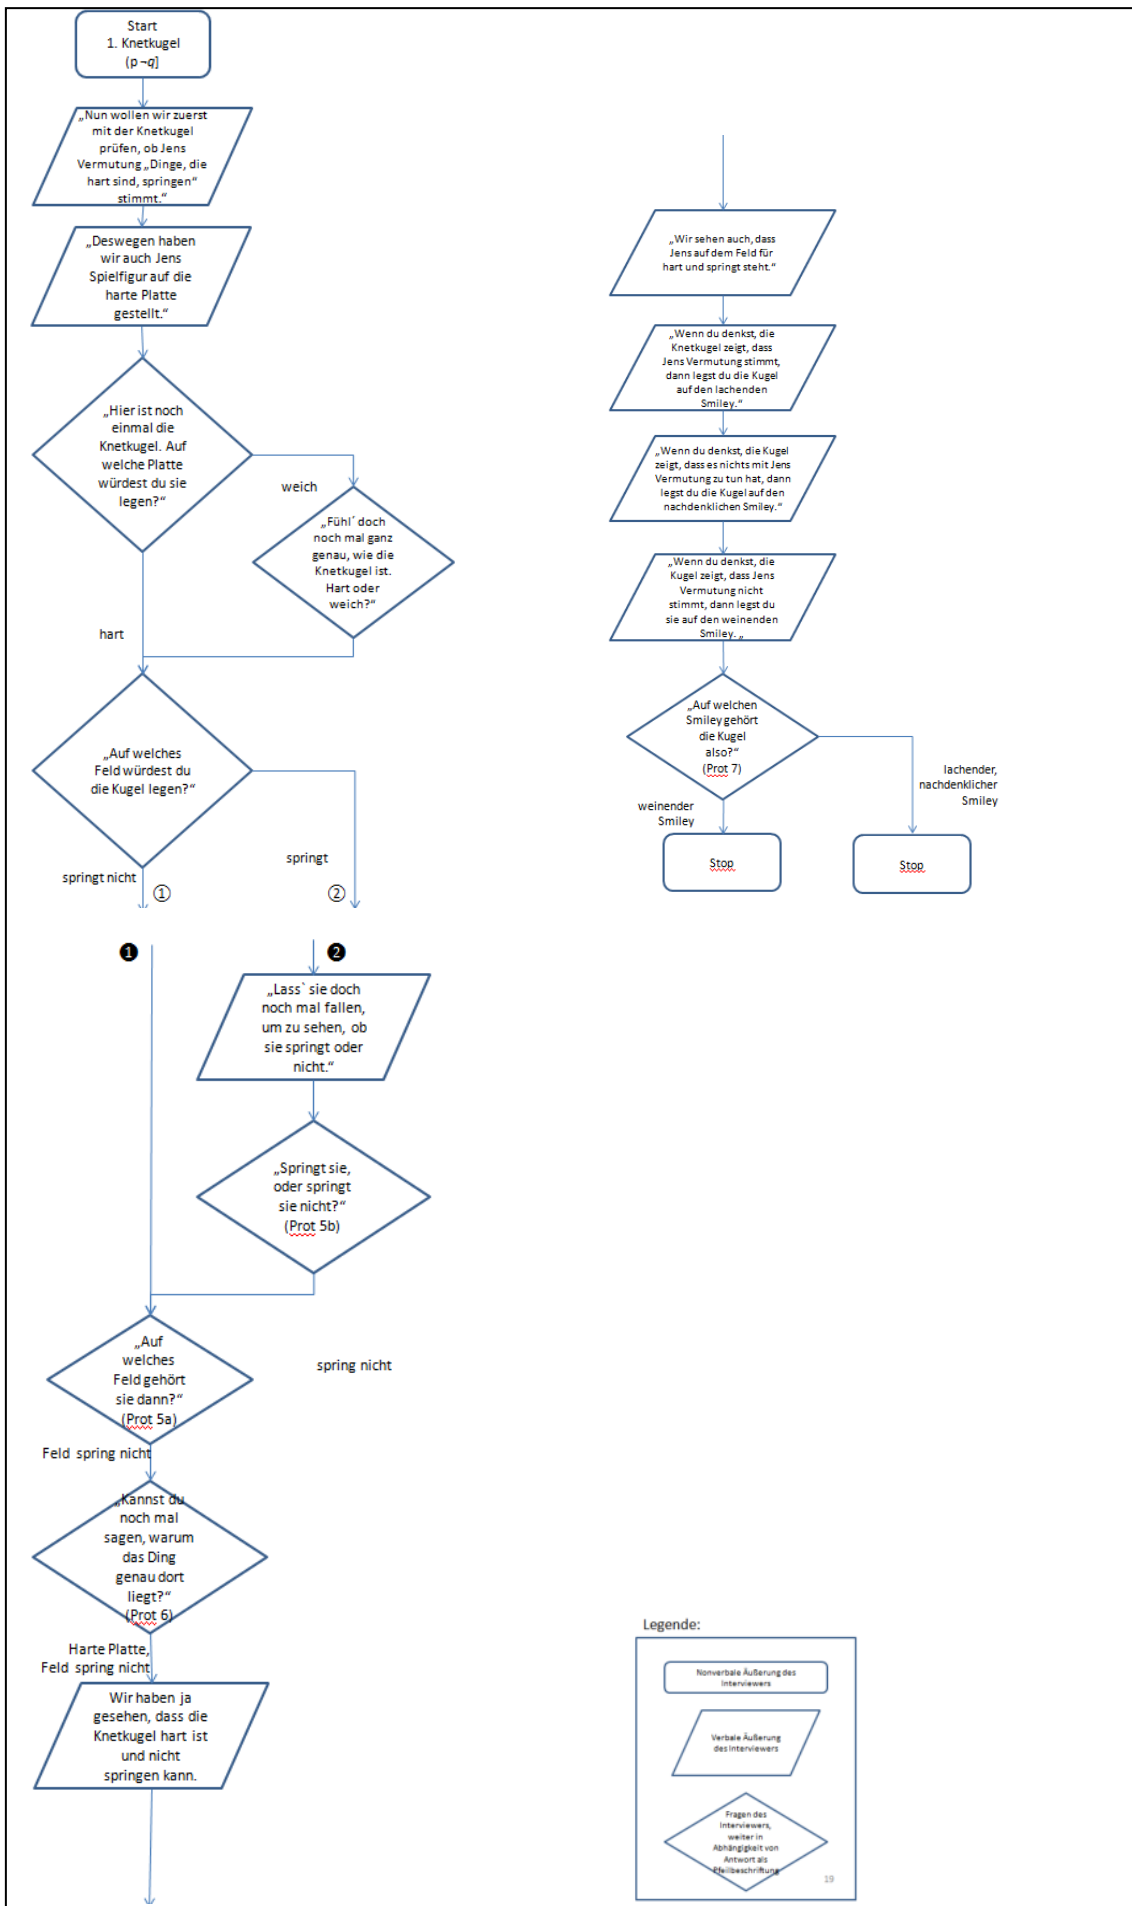 Start
1. Knetkugel
(p ¬q]
„Nun wollen wir zuerst
mit der Knetkugel
prüfen, ob Jens
Vermutung „Dinge, die
hart sind, springen“
stimmt.“
„Deswegen haben
wir auch Jens
Spielfigur auf die
harte Platte
gestellt.“
„Hier ist noch
einmal die
Knetkugel. Auf
welche Platte
würdest du sie
legen?“
weich
„Fühl´ doch
noch mal ganz
genau, wie die
Knetkugel ist.
Hart oder
weich?“
hart
„Auf welches
Feld würdest du
die Kugel legen?“
springt nicht
①
springt
②
❶
❷
„Lass` sie doch
noch mal fallen,
um zu sehen, ob
sie springt oder
nicht.“
„Springt sie,
oder springt
sie nicht?“
(Prot 5b)
spring nicht
„Auf
welches
Feld gehört
sie dann?“
(Prot 5a)
Feld spring nicht
„Kannst du
noch mal
sagen, warum
das Ding
genau dort
liegt?“
(Prot 6)
Harte Platte,
Feld spring nicht
Wir haben ja
gesehen, dass die
Knetkugel hart ist
und nicht
springen kann.
„Wir sehen auch, dass
Jens auf dem Feld für
hart und springt steht.“
„Wenn du denkst, die
Knetkugel zeigt, dass
Jens Vermutung stimmt,
dann legst du die Kugel
auf den lachenden
Smiley.“
„Wenn du denkst, die Kugel
zeigt, dass es nichts mit Jens
Vermutung zu tun hat, dann
legst du die Kugel auf den
nachdenklichen Smiley.“
„Wenn du denkst, die
Kugel zeigt, dass Jens
Vermutung nicht
stimmt, dann legst du
sie auf den weinenden
Smiley. „
„Auf welchen
Smiley gehört
die Kugel
also?“
(Prot 7)
weinender
Smiley
lachender,
nachdenklicher
Smiley
Stop
Stop
Legende:
Nonverbale Äußerung des
Interviewers
Verbale Äußerung
des Interviewers
Fragen des
Interviewers,
weiter in
Abhängigkeit von
Antwort als
Pfeilbeschriftung
19